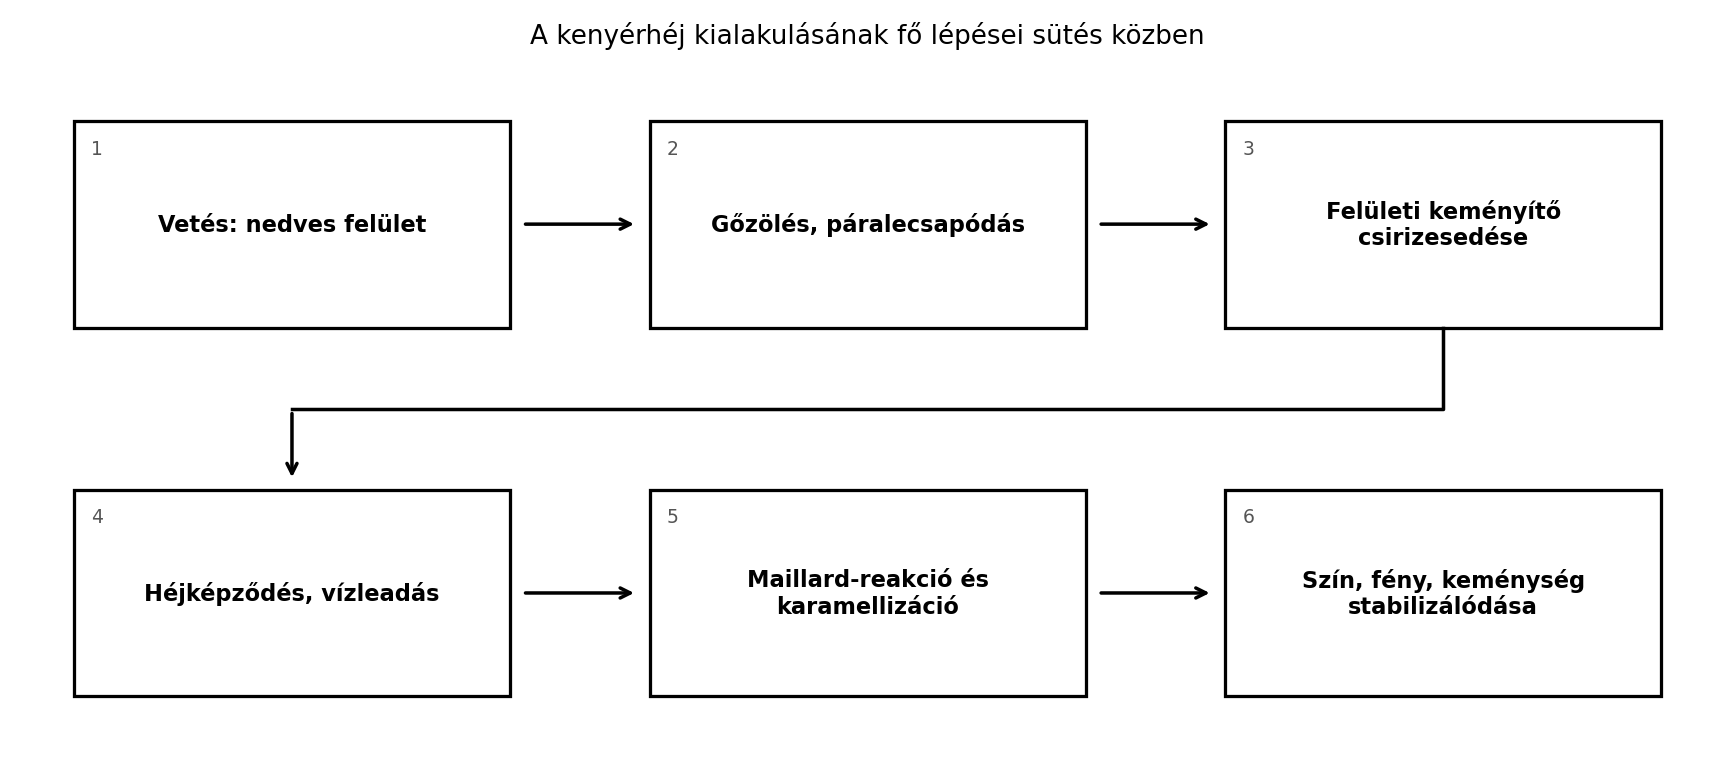 A kenyérhéj kialakulásának fő lépései sütés közben
1
Vetés: nedves felület
2
Gőzölés, páralecsapódás
3
Felületi keményítő
csirizesedése
4
Héjképződés, vízleadás
5
Maillard-reakció és
karamellizáció
6
Szín, fény, keménység
stabilizálódása